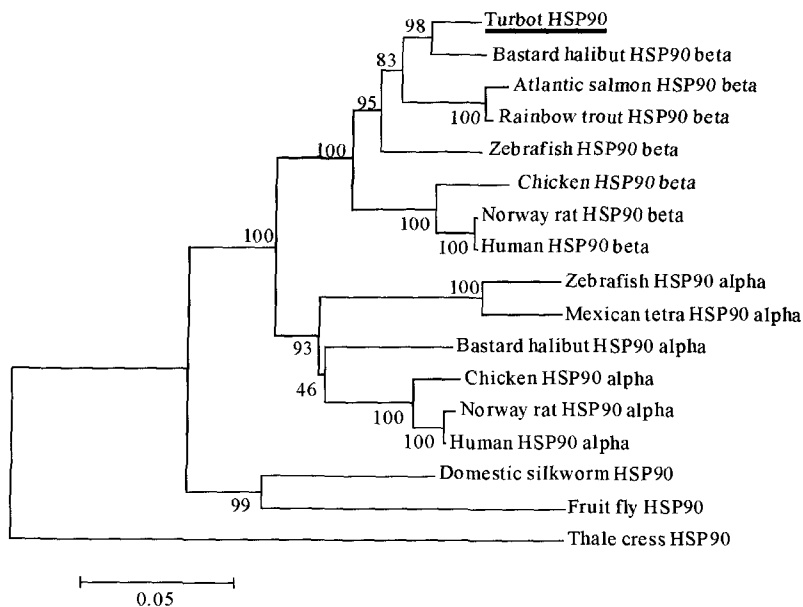 Turbot HSP90
98
Bastard halibut HSP90 beta
83
Atlantic salmon HSP90 beta
95
100
Rainbow trout HSP90 beta
100
Zebrafish HSP90 beta
Chicken HSP90 beta
100
Norway rat HSP90 beta
100
100
Human HSP90 beta
Zebrafish HSP90 alpha
100
Mexican tetra HSP90 alpha
93
Bastard halibut HSP90 alpha
46
Chicken HSP90 alpha
100
Norway rat HSP90 alpha
100
Human HSP90 alpha
Domestic silkworm HSP90
99
Fruit fly HSP90
Thale cress HSP90
0.05